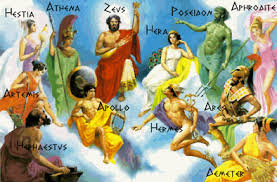 Hestia
Athena
Zeus
Poseidon
Aphrodite
Hera
Artemis
Apollo
Hermes
Ares
Hephaestus
Demeter